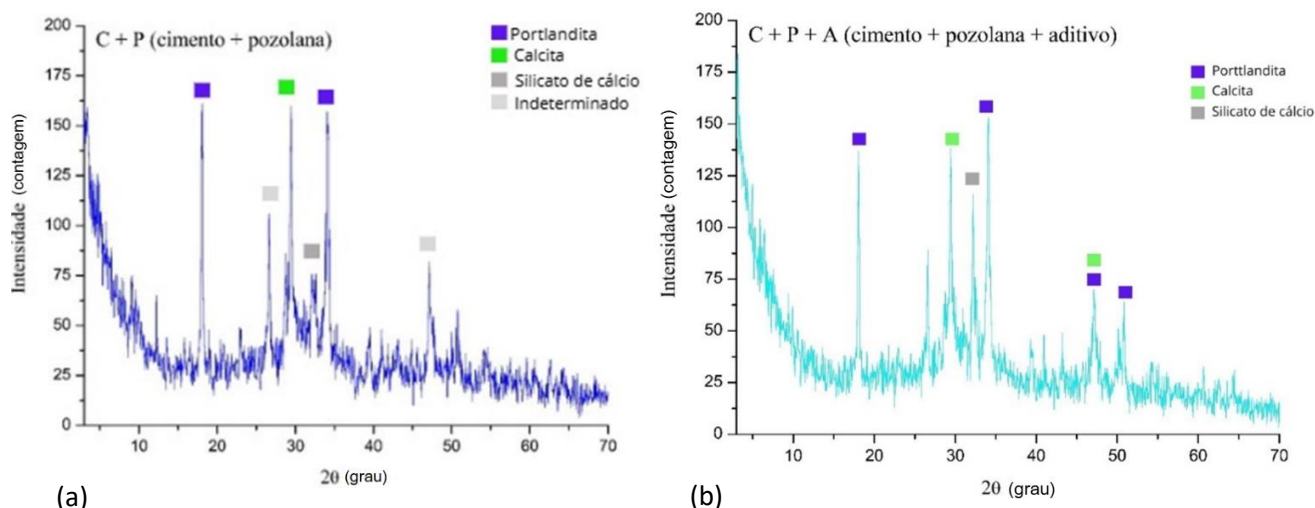 C + P (cimento + pozolana)
Portlandita
Calcita
Silicato de cálcio
Indeterminado
Intensidade (contagem)
200
175
150
125
100
75
50
25
0
10
20
30
40
50
60
70
2θ (grau)
(a)
C + P + A (cimento + pozolana + aditivo)
Porttlandita
Calcita
Silicato de cálcio
Intensidade (contagem)
200
175
150
125
100
75
50
25
0
10
20
30
40
50
60
70
2θ (grau)
(b)